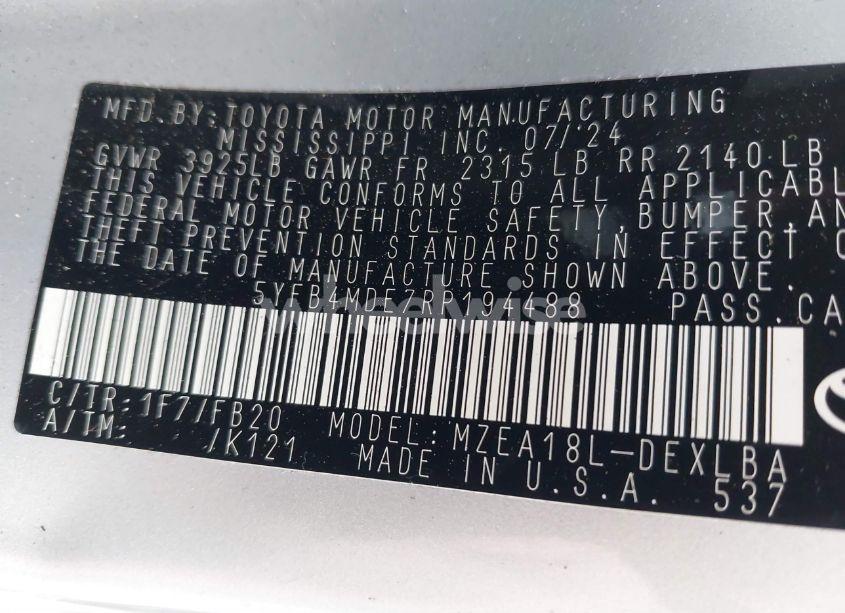 MFD.BY:TOYOTA MOTOR MANUFACTURING
MISSISSIPPI INC. 07/24
GVWR 3925LB GAWR FR 2315 LB RR 2140 LB
THIS VEHICLE CONFORMS TO ALL APPLICABL
FEDERAL MOTOR VEHICLE SAFETY,BUMPER,AN
THEFT PREVENTION STANDARDS IN EFFECT O
THE DATE OF MANUFACTURE SHOWN ABOVE.
PASS.CA
wheelwise
C/TR:1F7/FB20 MODEL:MZEA18L-DEXLBA
A/TM: /K121 MADE IN U.S.A. 537